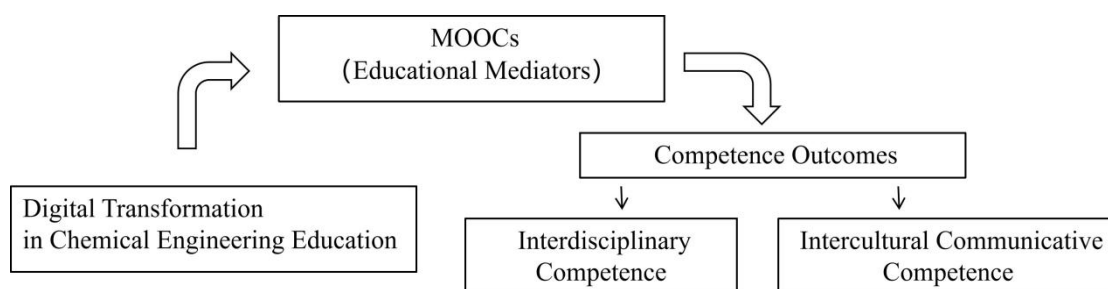 MOOCs
(Educational Mediators)
Competence Outcomes
Digital Transformation
in Chemical Engineering Education
Interdisciplinary
Competence
Intercultural Communicative
Competence